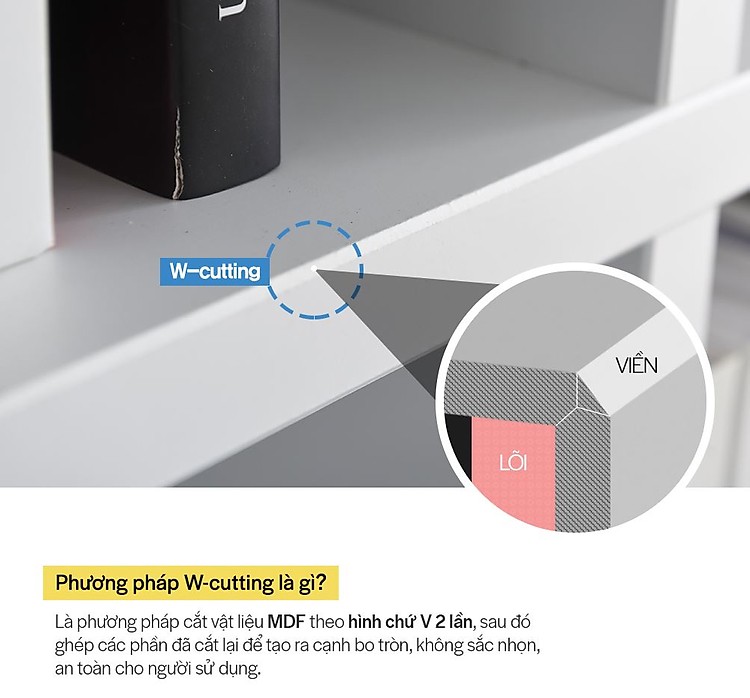 U
W-cutting
VIỀN
LÕI
Phương pháp W-cutting là gì?
Là phương pháp cắt vật liệu MDF theo hình chứ V 2 lần, sau đó
ghép các phần đã cắt lại để tạo ra cạnh bo tròn, không sắc nhọn,
an toàn cho người sử dụng.